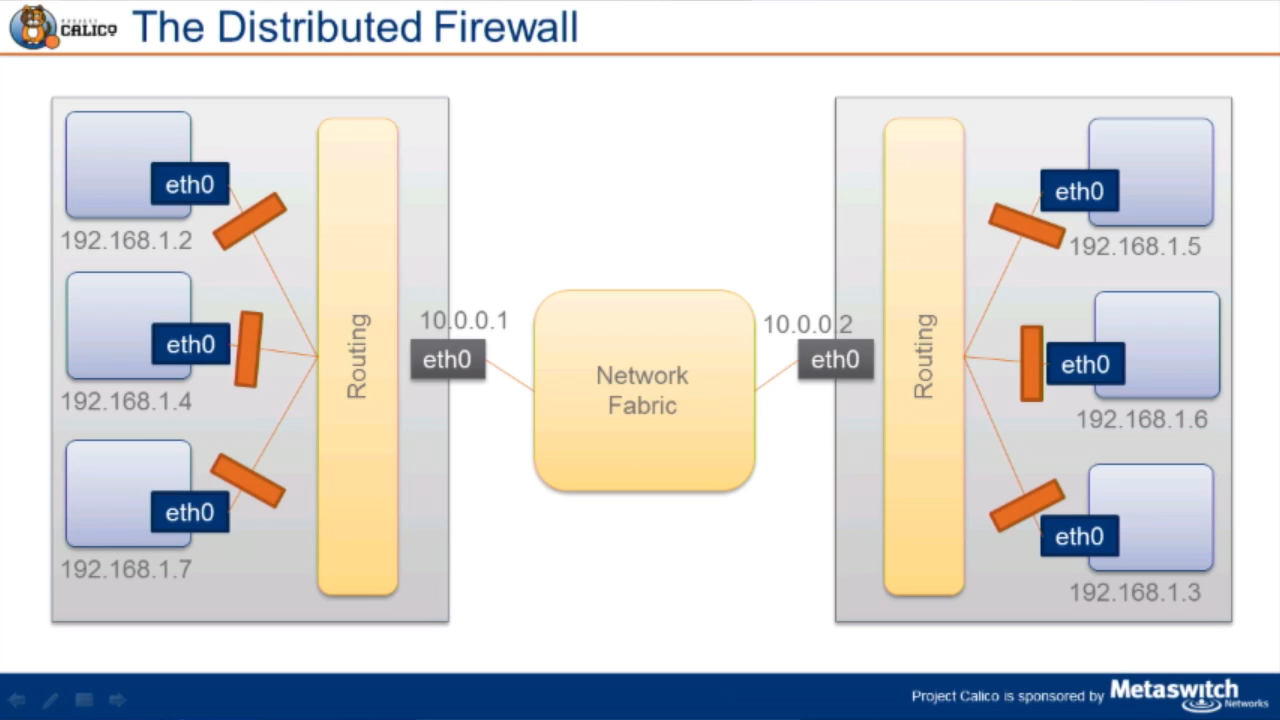 PROJECT
CALICO
The Distributed Firewall
eth0
192.168.1.2
eth0
192.168.1.4
eth0
192.168.1.7
Routing
10.0.0.1
eth0
Network
Fabric
10.0.0.2
eth0
Routing
eth0
192.168.1.5
eth0
192.168.1.6
eth0
192.168.1.3
Project Calico is sponsored by Metaswitch
Networks